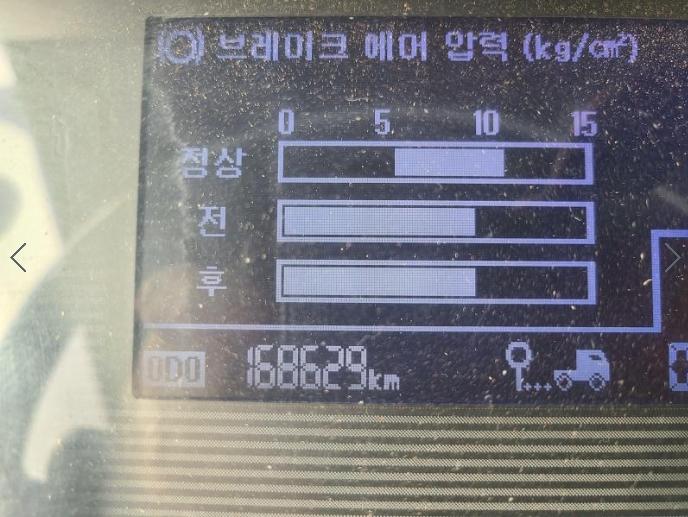 브레이크 에어 압력 (kg/cm²)
0 5 10 15
정상
전
후
ODO 168629km